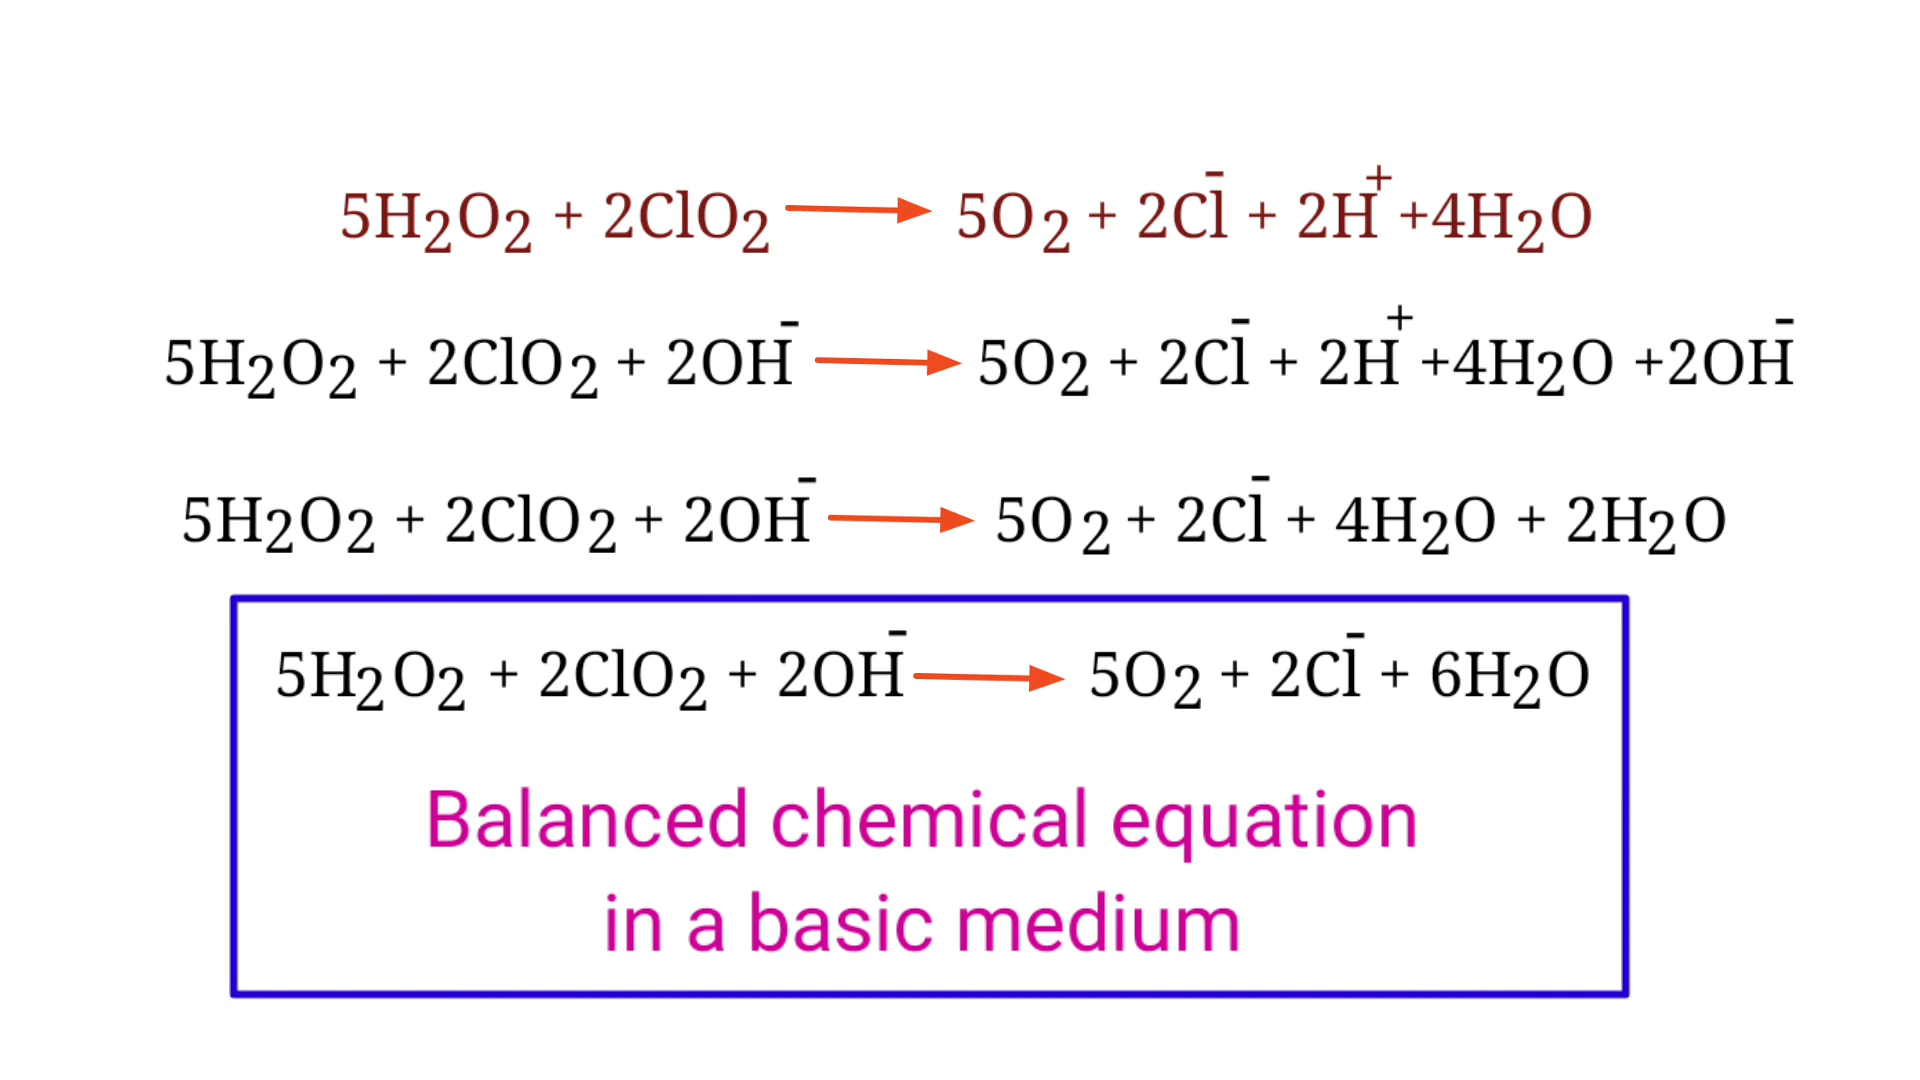 5H₂O₂ + 2ClO₂ → 5O₂ + 2Cl⁻ + 2H⁺ +4H₂O
5H₂O₂ + 2ClO₂ + 2OH⁻ → 5O₂ + 2Cl⁻ + 2H⁺ +4H₂O +2OH⁻
5H₂O₂ + 2ClO₂ + 2OH⁻ → 5O₂ + 2Cl⁻ + 4H₂O + 2H₂O
5H₂O₂ + 2ClO₂ + 2OH⁻ → 5O₂ + 2Cl⁻ + 6H₂O
Balanced chemical equation
in a basic medium